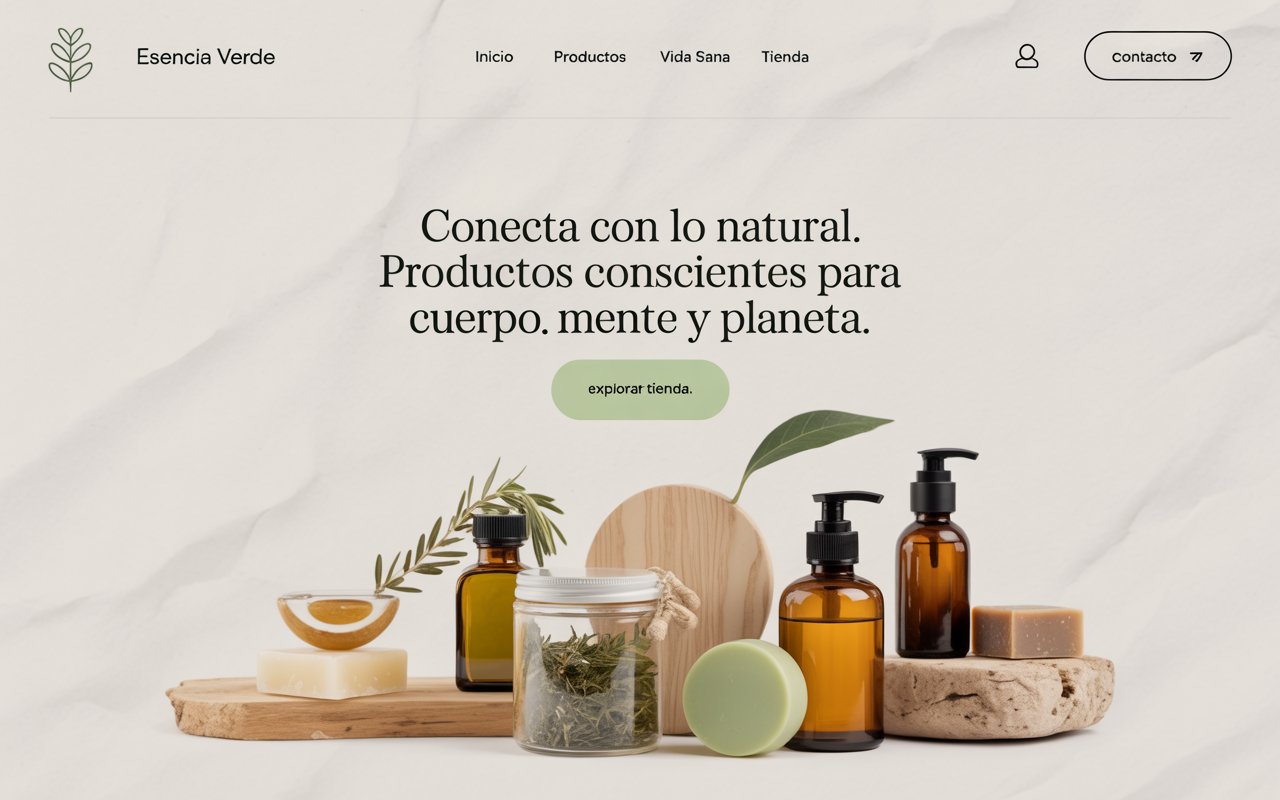 Esencia Verde
Inicio
Productos
Vida Sana
Tienda
Contacto
Conecta con lo natural.
Productos conscientes para
cuerpo. mente y planeta.
explorar tienda.